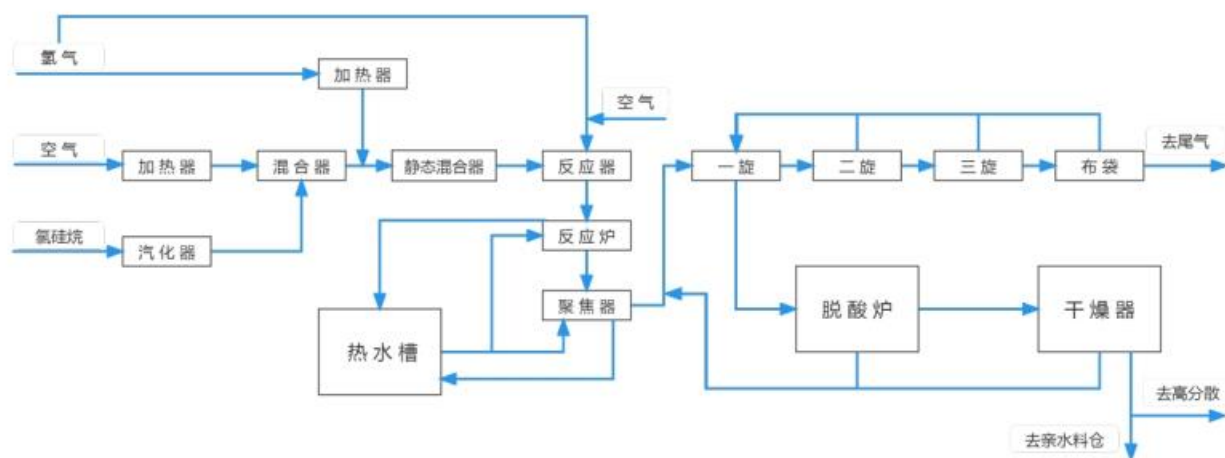 氢气
加热器
空气
空气
加热器
混合器
静态混合器
反应器
一旋
二旋
三旋
布袋
去尾气
氯硅烷
汽化器
反应炉
聚焦器
热水槽
脱酸炉
干燥器
去高分散
去亲水料仓